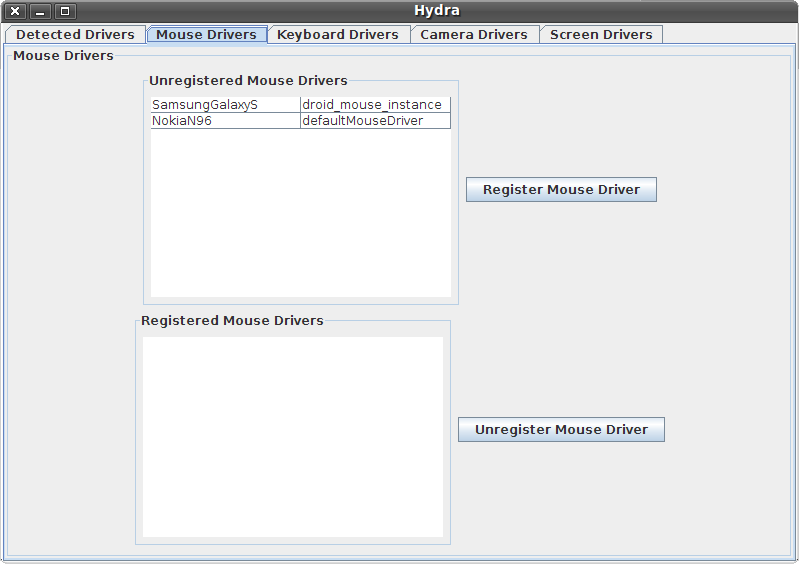 Hydra
Detected Drivers Mouse Drivers Keyboard Drivers Camera Drivers Screen Drivers
Mouse Drivers
Unregistered Mouse Drivers
SamsungGalaxyS droid_mouse_instance
NokiaN96 defaultMouseDriver
Register Mouse Driver
Registered Mouse Drivers
Unregister Mouse Driver